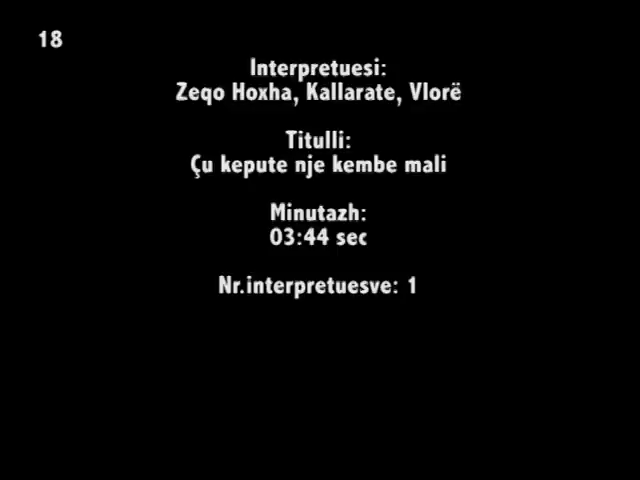 18
Interpretuesi:
Zeqo Hoxha, Kallarate, Vlorë
Titulli:
Çu kepute nje kembe mali
Minutazh:
03:44 sec
Nr.interpretuesve: 1